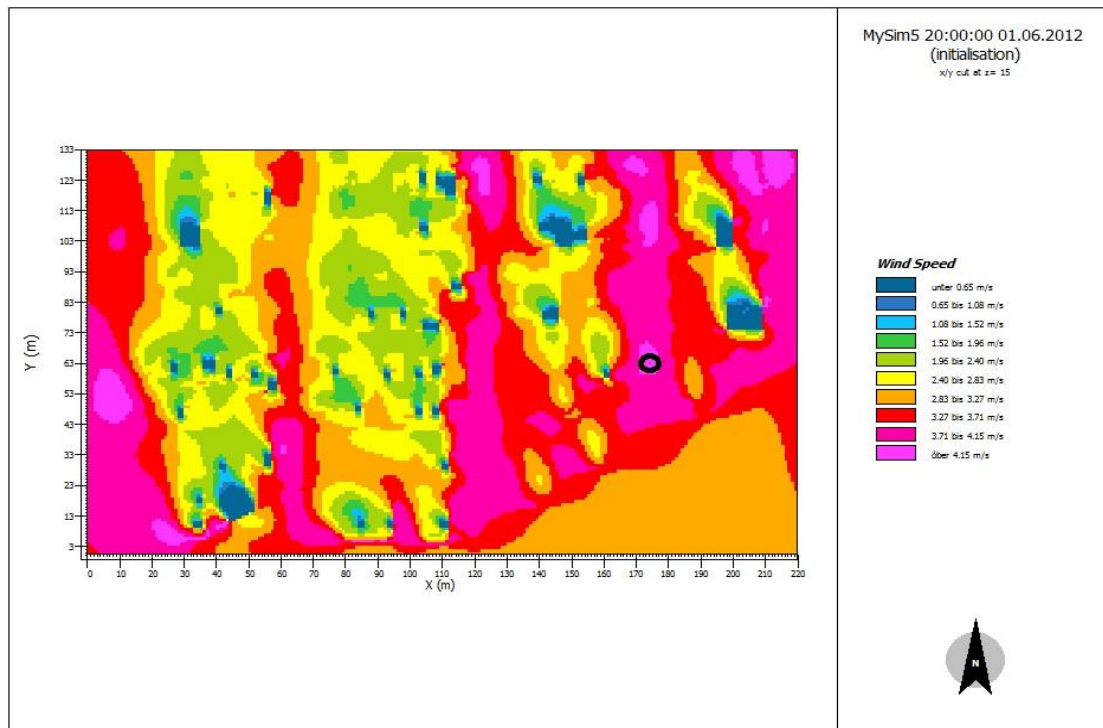 MySim5 20:00:00 01.06.2012
(initialisation)
x/y cut at z= 15
133
123
113
103
93
83
73
63
53
43
33
23
13
3
Y (m)
0 10 20 30 40 50 60 70 80 90 100 110 120 130 140 150 160 170 180 190 200 210 220
X (m)
Wind Speed
unter 0.65 m/s
0.65 bis 1.08 m/s
1.08 bis 1.52 m/s
1.52 bis 1.96 m/s
1.96 bis 2.40 m/s
2.40 bis 2.83 m/s
2.83 bis 3.27 m/s
3.27 bis 3.71 m/s
3.71 bis 4.15 m/s
öber 4.15 m/s
N